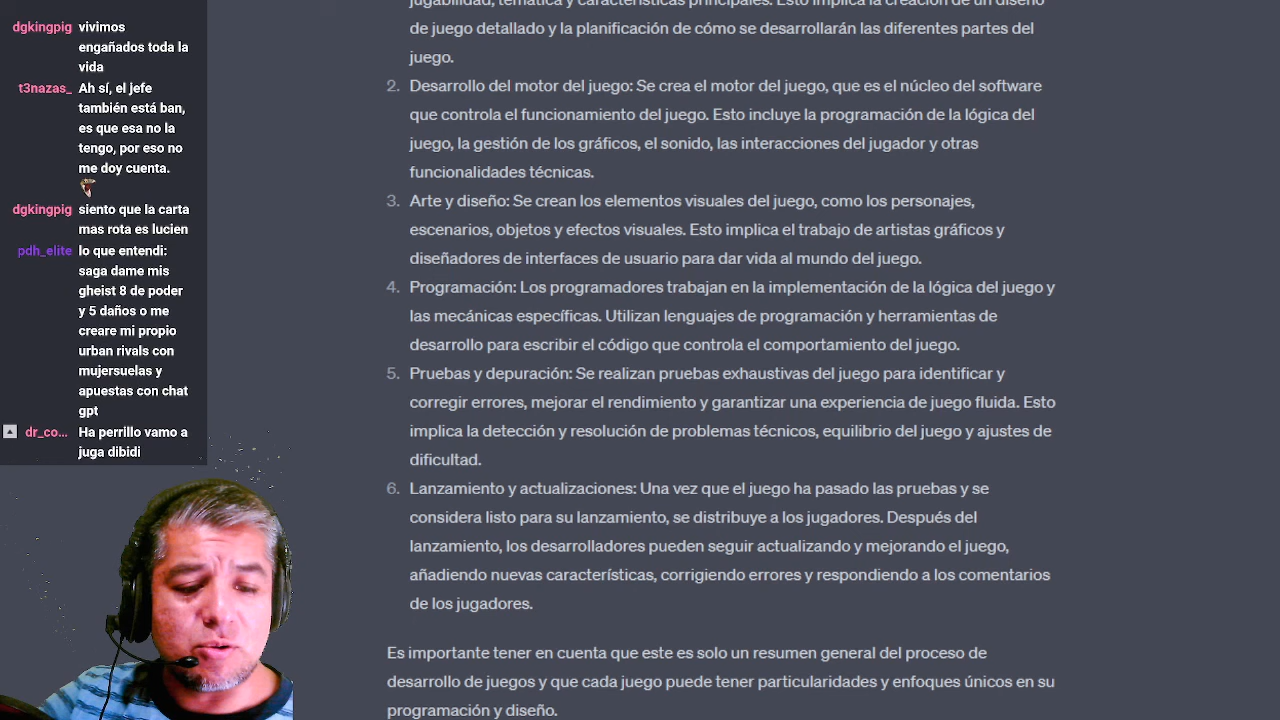 dgkingpig vivimos
engañados toda la
vida
t3nazas_ Ah sí, el jefe
también está ban,
es que esa no la
tengo, por eso no
me doy cuenta.
dgkingpig siento que la carta
mas rota es lucien
pdh_elite lo que entendi:
saga dame mis
gheist 8 de poder
y 5 daños o me
creare mi propio
urban rivals con
mujersuelas y
apuestas con chat
gpt
dr_co... Ha perrillo vamo a
juga dibidi
jugabilidad, temática y características principales. Esto implica la creación de un diseño
de juego detallado y la planificación de cómo se desarrollarán las diferentes partes del
juego.
2. Desarrollo del motor del juego: Se crea el motor del juego, que es el núcleo del software
que controla el funcionamiento del juego. Esto incluye la programación de la lógica del
juego, la gestión de los gráficos, el sonido, las interacciones del jugador y otras
funcionalidades técnicas.
3. Arte y diseño: Se crean los elementos visuales del juego, como los personajes,
escenarios, objetos y efectos visuales. Esto implica el trabajo de artistas gráficos y
diseñadores de interfaces de usuario para dar vida al mundo del juego.
4. Programación: Los programadores trabajan en la implementación de la lógica del juego y
las mecánicas específicas. Utilizan lenguajes de programación y herramientas de
desarrollo para escribir el código que controla el comportamiento del juego.
5. Pruebas y depuración: Se realizan pruebas exhaustivas del juego para identificar y
corregir errores, mejorar el rendimiento y garantizar una experiencia de juego fluida. Esto
implica la detección y resolución de problemas técnicos, equilibrio del juego y ajustes de
dificultad.
6. Lanzamiento y actualizaciones: Una vez que el juego ha pasado las pruebas y se
considera listo para su lanzamiento, se distribuye a los jugadores. Después del
lanzamiento, los desarrolladores pueden seguir actualizando y mejorando el juego,
añadiendo nuevas características, corrigiendo errores y respondiendo a los comentarios
de los jugadores.
Es importante tener en cuenta que este es solo un resumen general del proceso de
desarrollo de juegos y que cada juego puede tener particularidades y enfoques únicos en su
programación y diseño.